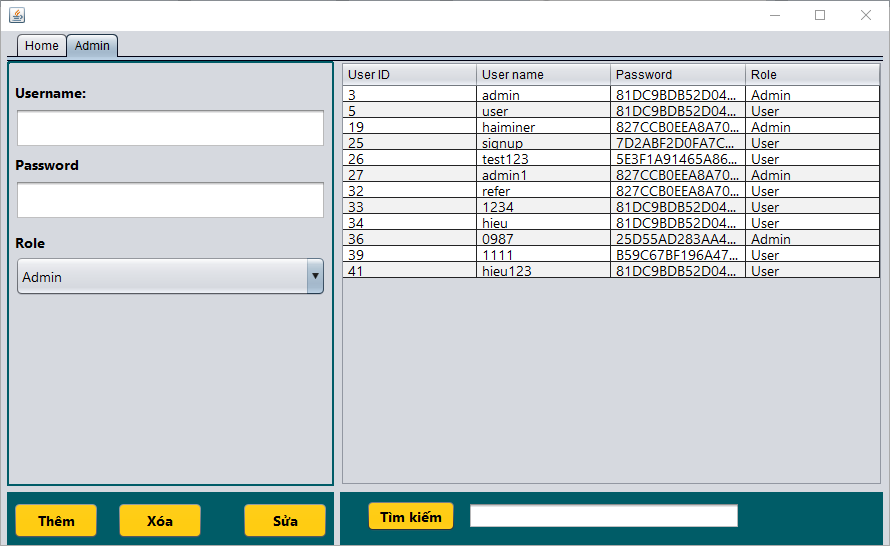 Home Admin
Username:
Password
Role
Admin
User ID User name Password Role
3 admin 81DC9BDB52D04... Admin
5 user 81DC9BDB52D04... User
19 haiminer 827CCB0EEA8A70... Admin
25 signup 7D2ABF2D0FA7C... User
26 test123 5E3F1A91465A86... User
27 admin1 827CCB0EEA8A70... Admin
32 refer 827CCB0EEA8A70... User
33 1234 81DC9BDB52D04... User
34 hieu 81DC9BDB52D04... User
36 0987 25D55AD283AA4... Admin
39 1111 B59C67BF196A47... User
41 hieu123 81DC9BDB52D04... User
Thêm Xóa Sửa
Tìm kiếm